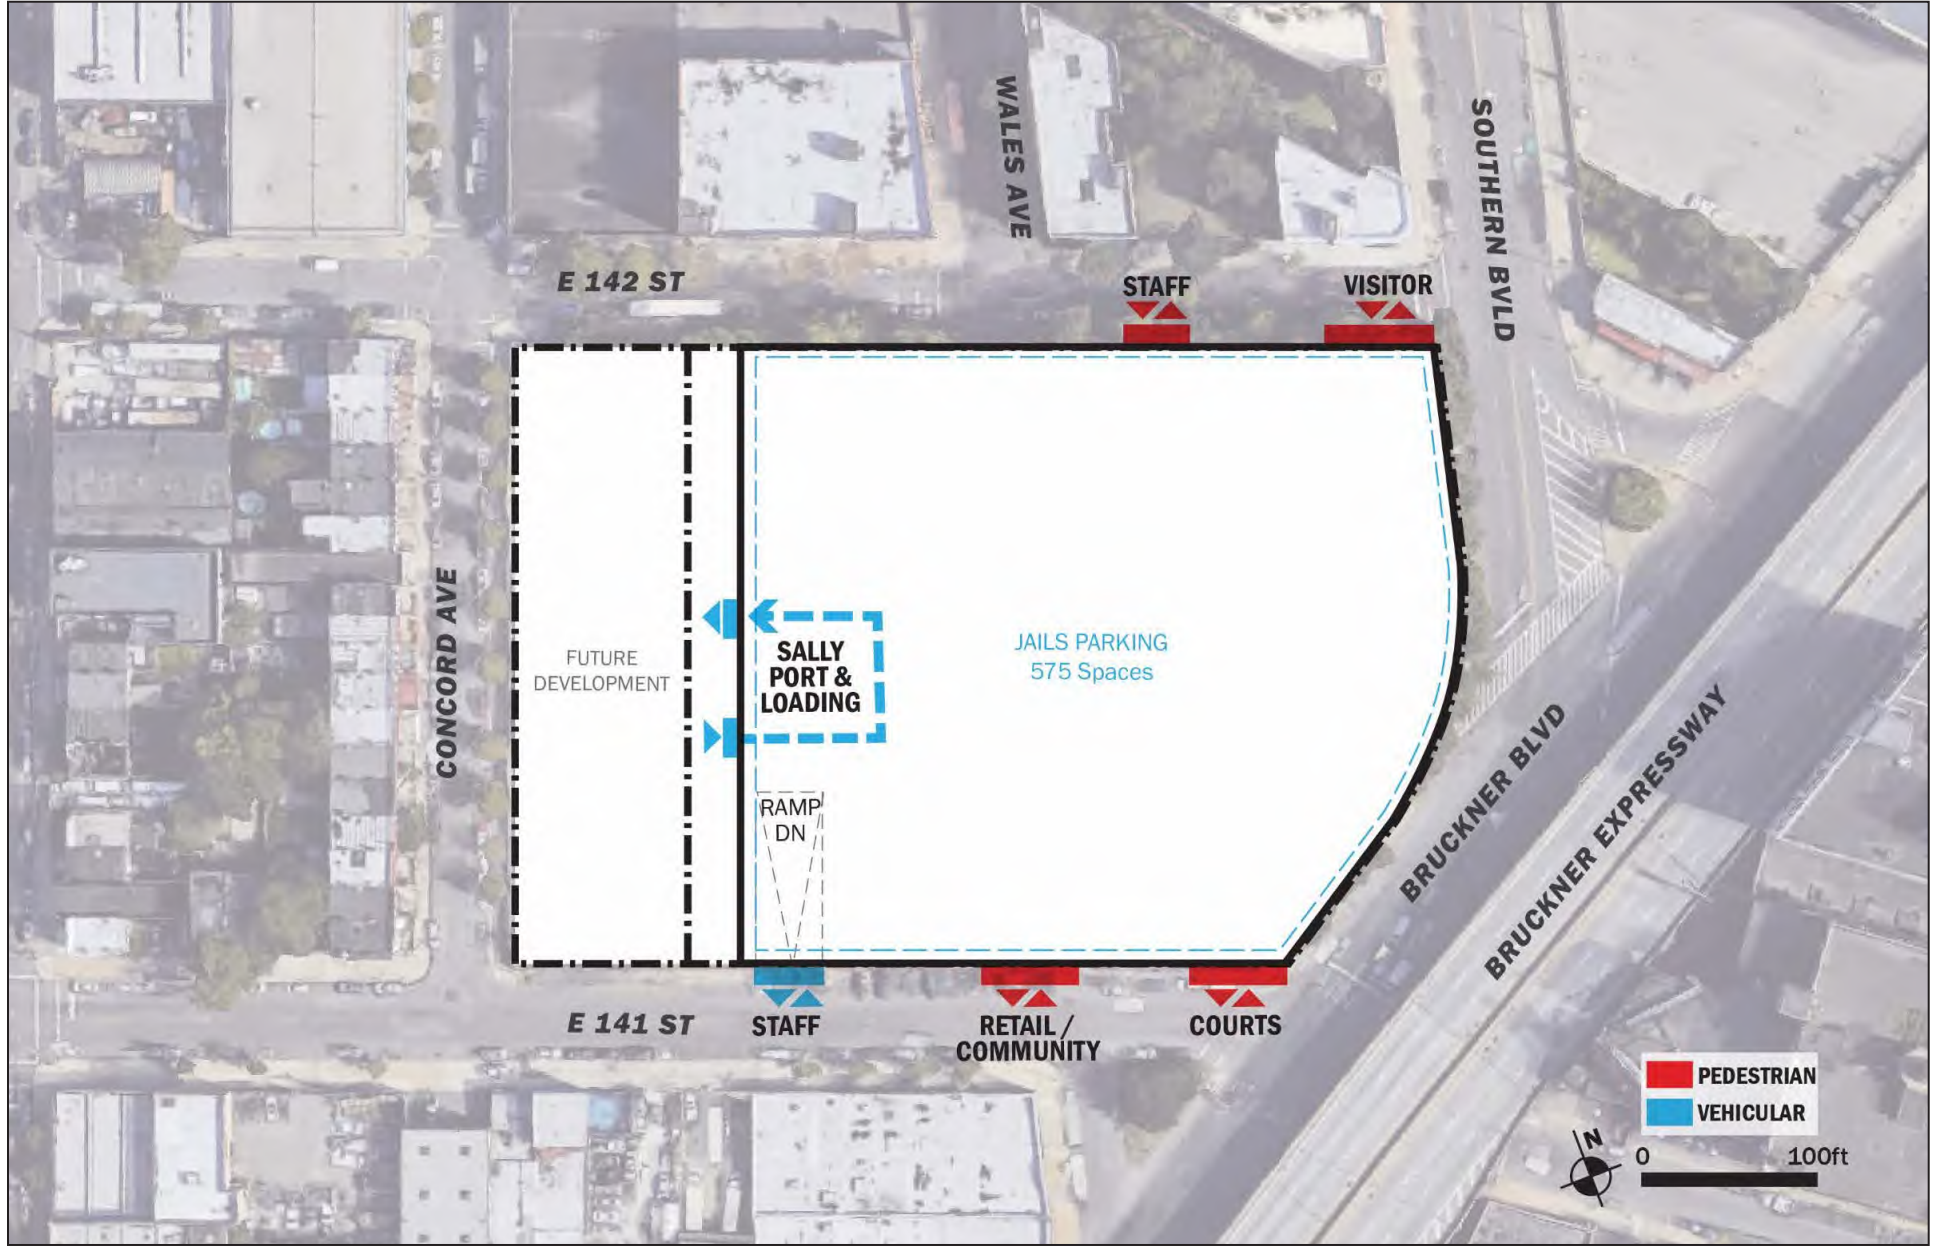 WALES AVE
SOUTHERN BVLD
E 142 ST
STAFF
VISITOR
CONCORD AVE
FUTURE
DEVELOPMENT
SALLY
PORT &
LOADING
JAILS PARKING
575 Spaces
RAMP
DN
BRUCKNER BLVD
BRUCKNER EXPRESSWAY
E 141 ST
STAFF
RETAIL /
COMMUNITY
COURTS
PEDESTRIAN
VEHICULAR
N
0
100ft